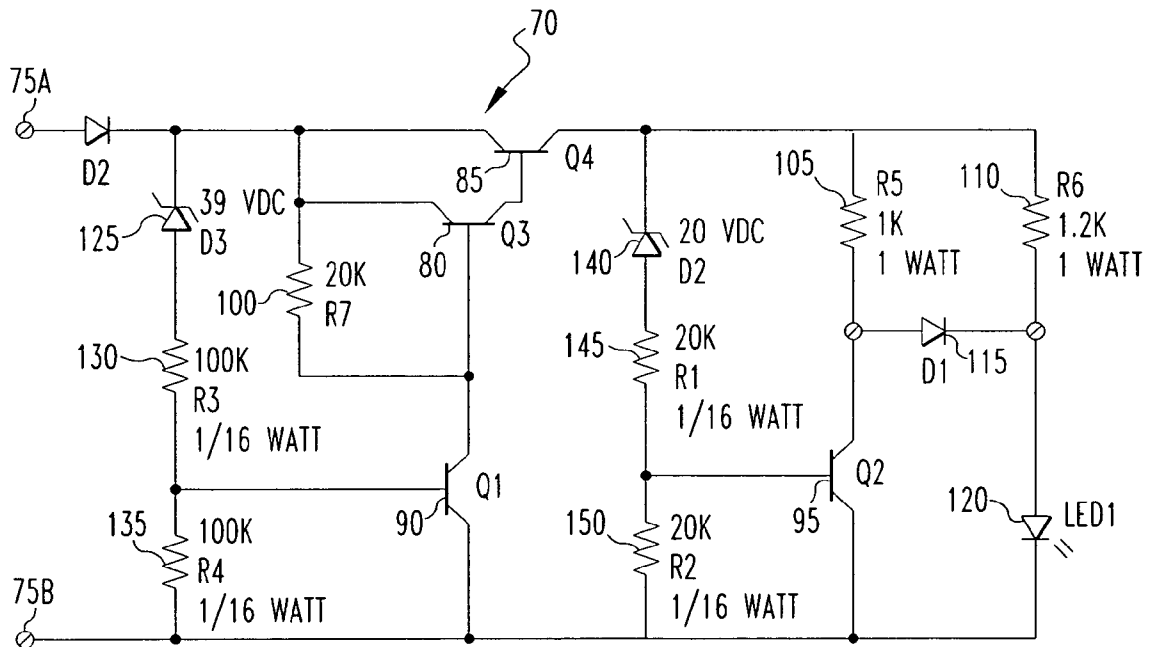 70
75A
D2
85
Q4
39 VDC
125
D3
80
Q3
20K
100
R7
130
100K
R3
1/16 WATT
Q1
90
135
100K
R4
1/16 WATT
75B
20 VDC
140
D2
145
20K
R1
1/16 WATT
150
20K
R2
1/16 WATT
105
R5
1K
1 WATT
110
R6
1.2K
1 WATT
D1
115
Q2
95
120
LED1